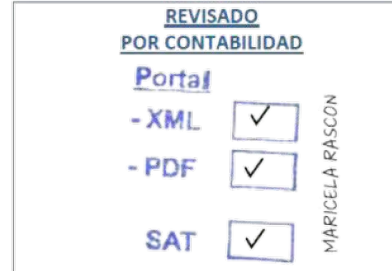 REVISADO
POR CONTABILIDAD
Portal
- XML ✓
- PDF ✓
SAT ✓
MARICELA RASCON